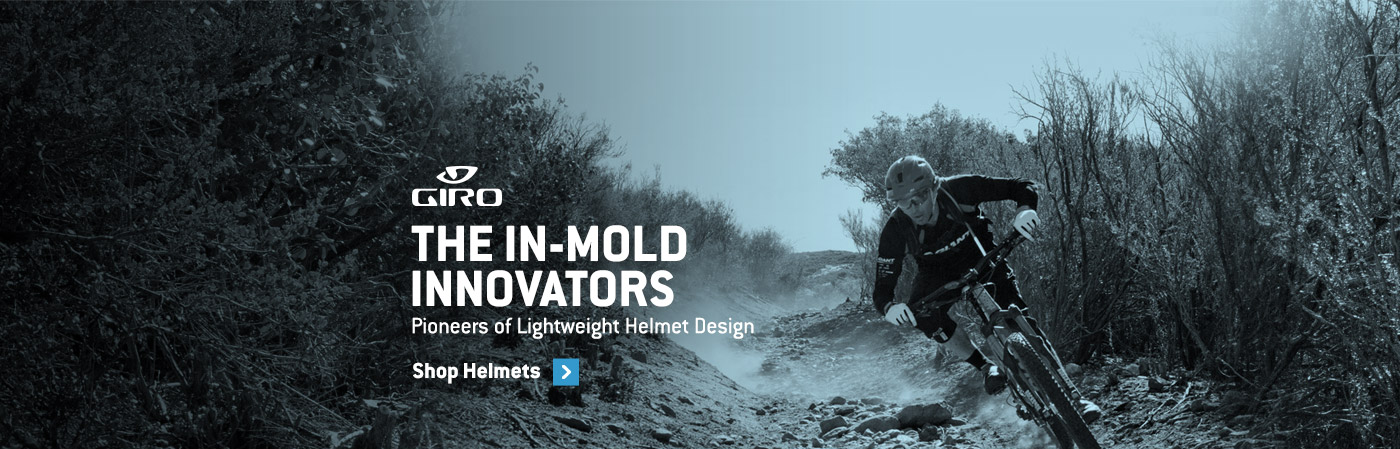 GIRO
THE IN-MOLD
INNOVATORS
Pioneers of Lightweight Helmet Design
Shop Helmets